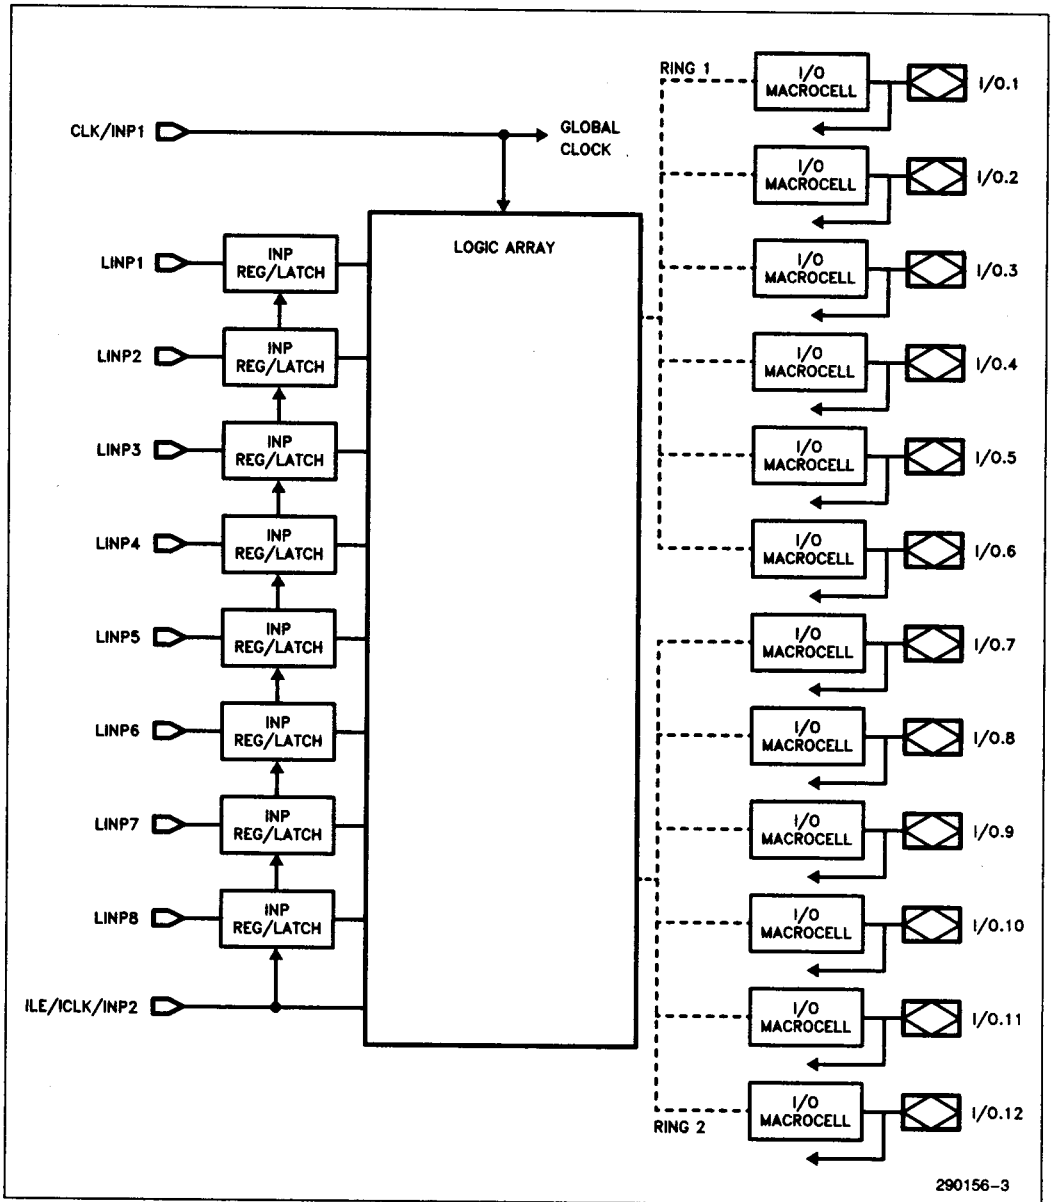 CLK/INP1
GLOBAL
CLOCK
LOGIC ARRAY
LINP1
INP
REG/LATCH
LINP2
INP
REG/LATCH
LINP3
INP
REG/LATCH
LINP4
INP
REG/LATCH
LINP5
INP
REG/LATCH
LINP6
INP
REG/LATCH
LINP7
INP
REG/LATCH
LINP8
INP
REG/LATCH
ILE/ICLK/INP2
RING 1
I/O
MACROCELL
I/O.1
I/O
MACROCELL
I/O.2
I/O
MACROCELL
I/O.3
I/O
MACROCELL
I/O.4
I/O
MACROCELL
I/O.5
I/O
MACROCELL
I/O.6
I/O
MACROCELL
I/O.7
I/O
MACROCELL
I/O.8
I/O
MACROCELL
I/O.9
I/O
MACROCELL
I/O.10
I/O
MACROCELL
I/O.11
I/O
MACROCELL
I/O.12
RING 2
290156-3